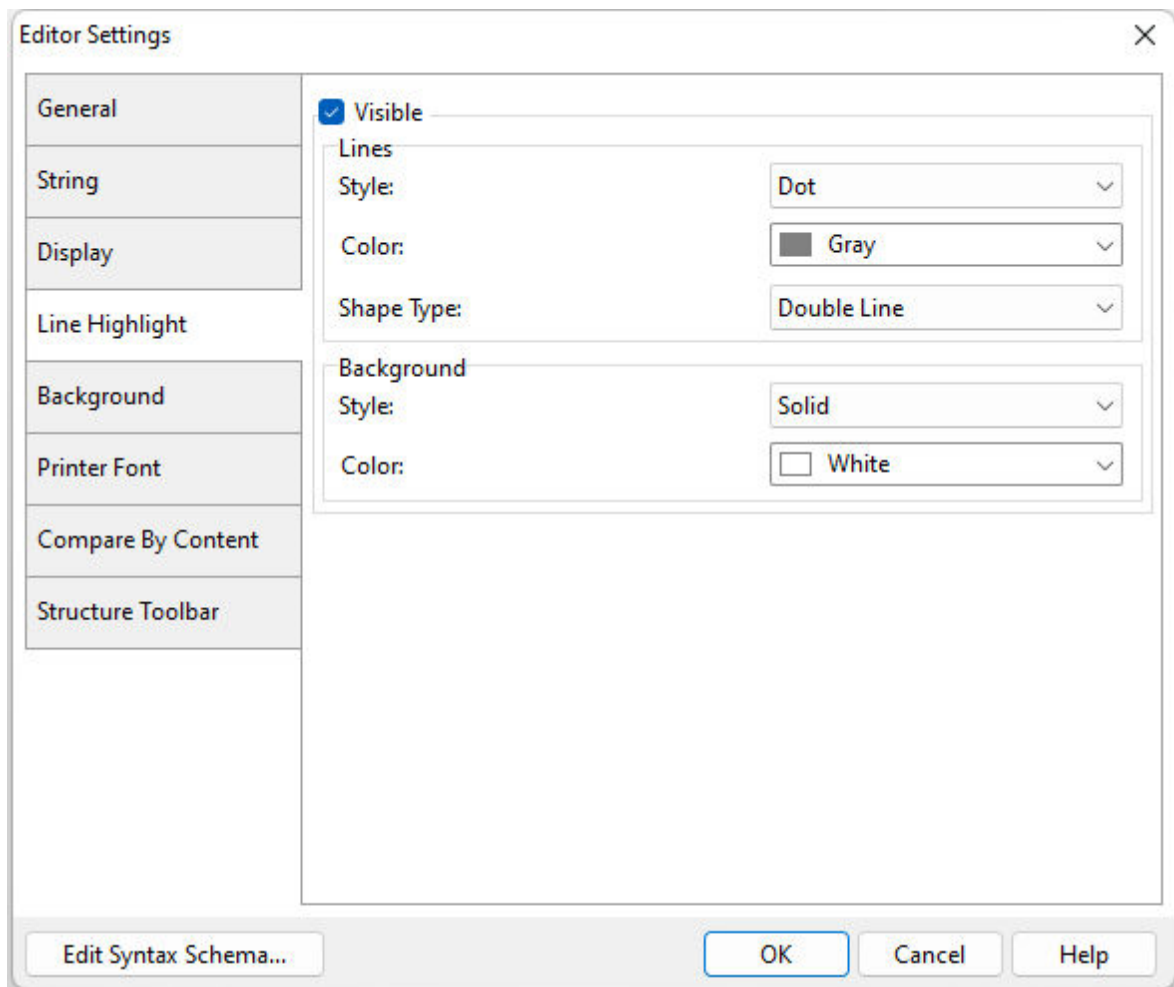 Editor Settings
General
String
Display
Line Highlight
Background
Printer Font
Compare By Content
Structure Toolbar
Visible
Lines
Style: Dot
Color: Gray
Shape Type: Double Line
Background
Style: Solid
Color: White
Edit Syntax Schema... OK Cancel Help